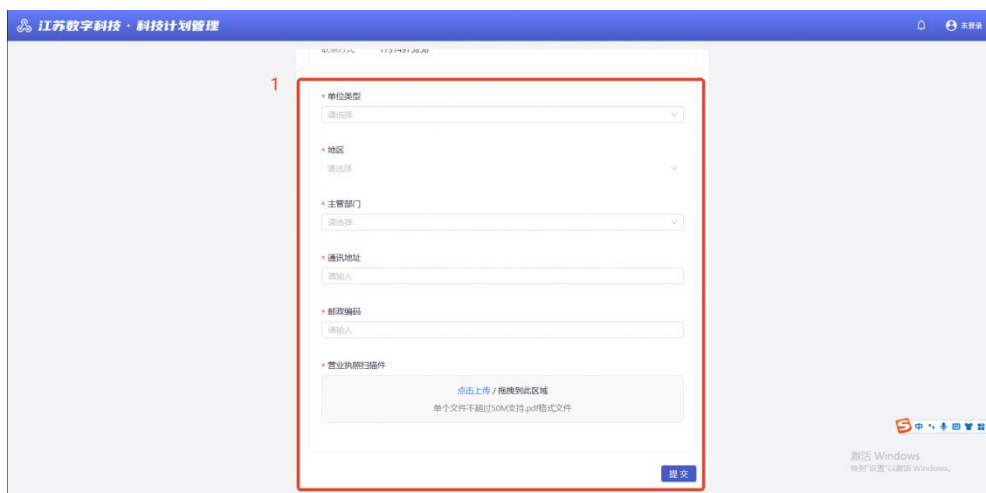 江苏数字科技·科技计划管理
未登录
联系方式
1
* 单位类型
请选择
* 地区
请选择
* 主管部门
请选择
* 通讯地址
请输入
* 邮政编码
请输入
* 营业执照扫描件
点击上传 / 拖拽到此区域
单个文件不超过50M支持.pdf格式文件
提交
中
激活 Windows
转到"设置"以激活 Windows。